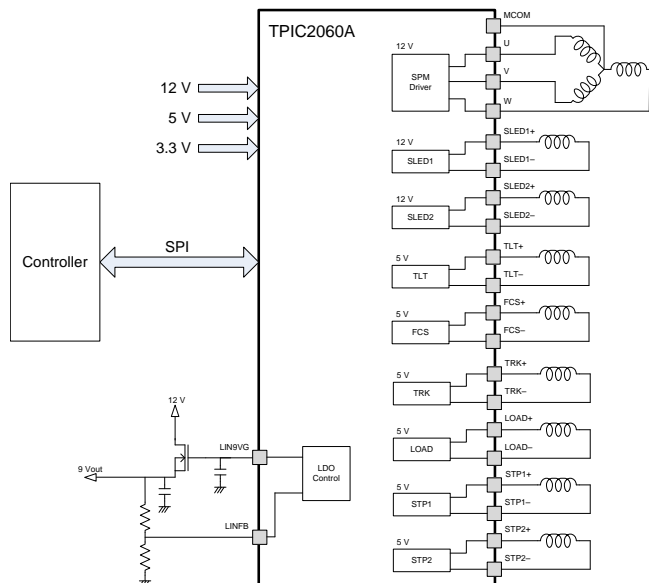 TPIC2060A
MCOM
12 V
U
SPM
Driver
V
W
12 V
5 V
3.3 V
12 V
SLED1+
SLED1
SLED1–
12 V
SLED2+
SLED2
SLED2–
Controller
SPI
5 V
TLT+
TLT
TLT–
5 V
FCS+
FCS
FCS–
5 V
TRK+
TRK
TRK–
12 V
9 Vout
LIN9VG
LDO
Control
LINFB
5 V
LOAD+
LOAD
LOAD–
5 V
STP1+
STP1
STP1–
5 V
STP2+
STP2
STP2–